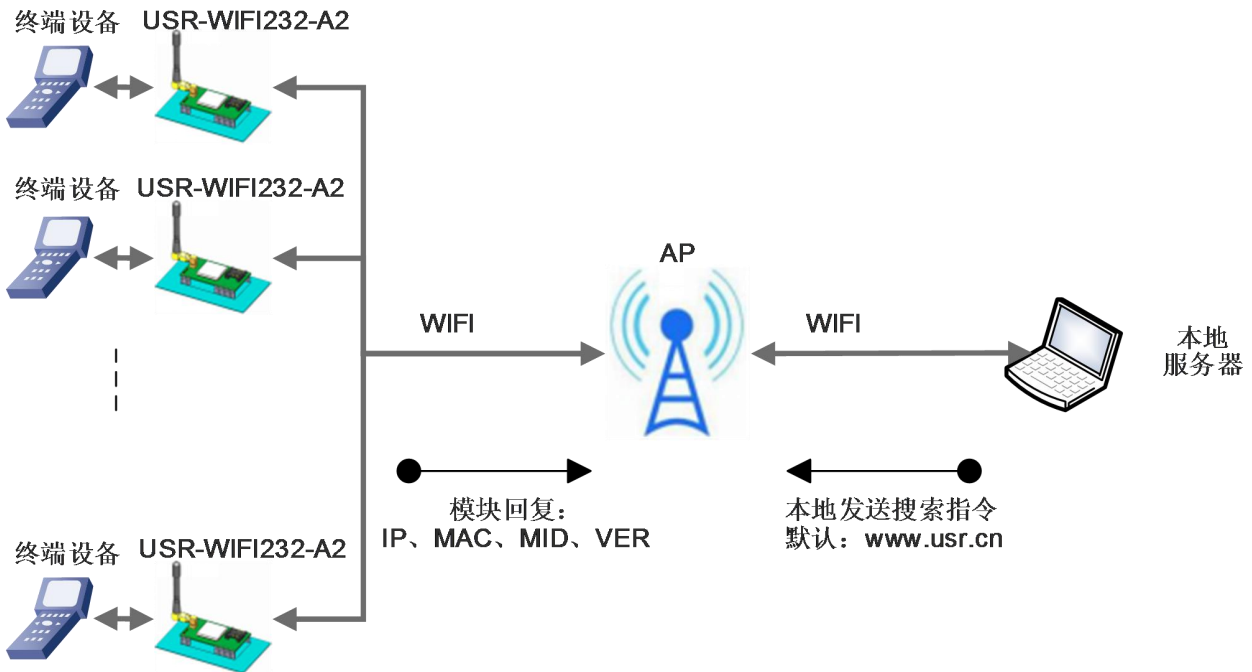 终端设备 USR-WIFI232-A2
终端设备 USR-WIFI232-A2
AP
WIFI
WIFI
本地
服务器
模块回复：
IP、MAC、MID、VER
本地发送搜索指令
默认：www.usr.cn
终端设备 USR-WIFI232-A2